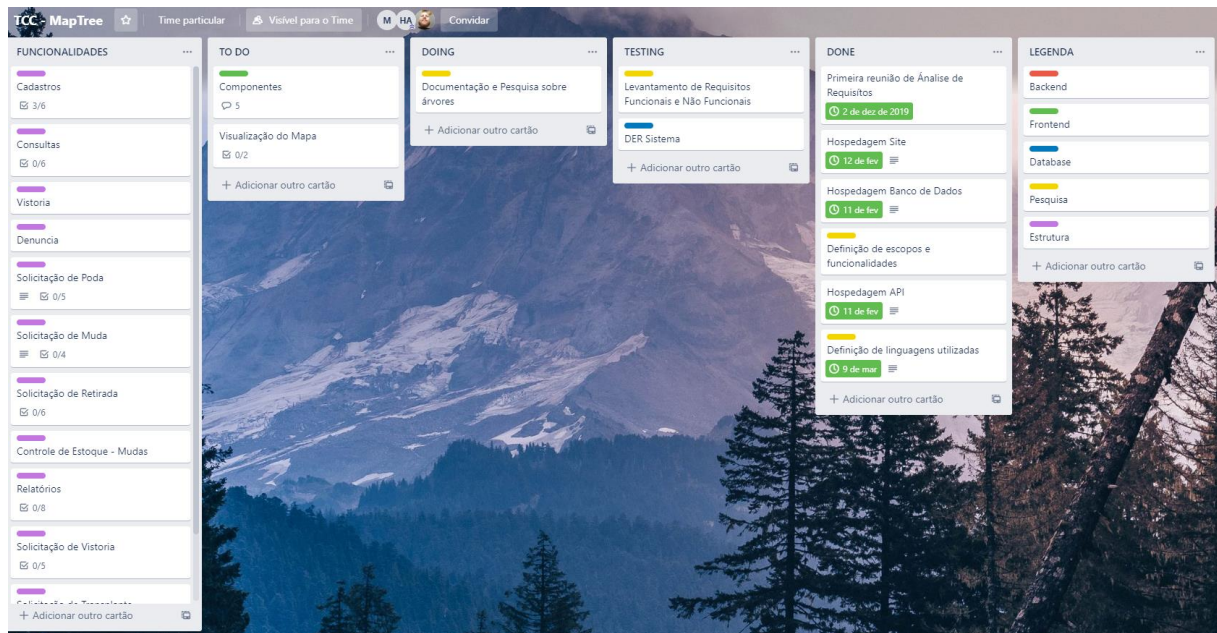 TCC - MapTree
Time particular
Visível para o Time
M
HA
Convidar
FUNCIONALIDADES
Cadastros
3/6
Consultas
0/6
Vistoria
Denuncia
Solicitação de Poda
0/5
Solicitação de Muda
0/4
Solicitação de Retirada
0/6
Controle de Estoque - Mudas
Relatórios
0/8
Solicitação de Vistoria
0/5
Solicitação de Transplante
+ Adicionar outro cartão
TO DO
Componentes
5
Visualização do Mapa
0/2
+ Adicionar outro cartão
DOING
Documentação e Pesquisa sobre
árvores
+ Adicionar outro cartão
TESTING
Levantamento de Requisitos
Funcionais e Não Funcionais
DER Sistema
+ Adicionar outro cartão
DONE
Primeira reunião de Ánalise de
Requisítos
2 de dez de 2019
Hospedagem Site
12 de fev
Hospedagem Banco de Dados
11 de fev
Definição de escopos e
funcionalidades
Hospedagem API
11 de fev
Definição de linguagens utilizadas
9 de mar
+ Adicionar outro cartão
LEGENDA
Backend
Frontend
Database
Pesquisa
Estrutura
+ Adicionar outro cartão